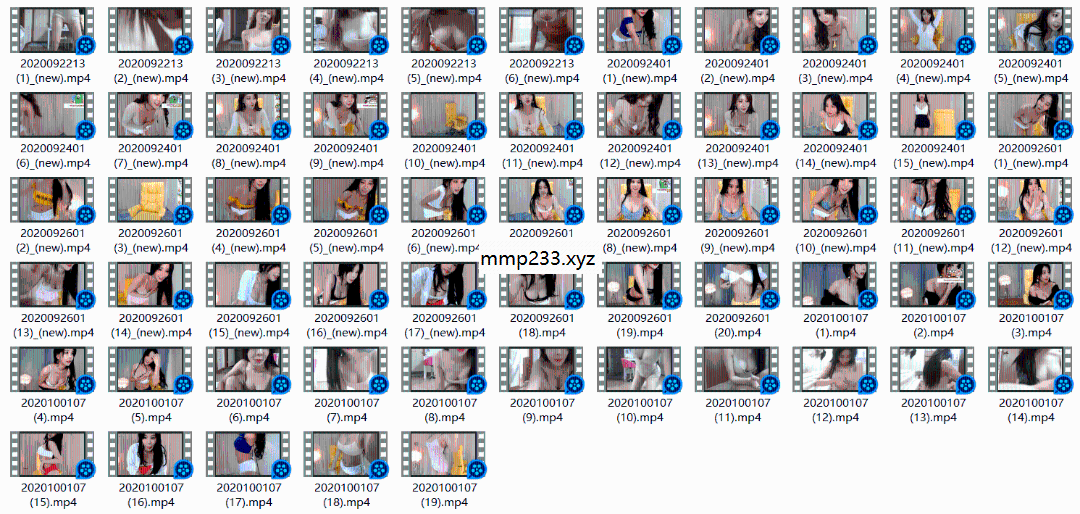 2020092213 2020092213 2020092213 2020092213 2020092213 2020092213 2020092401 2020092401 2020092401 2020092401 2020092401
(1)_(new).mp4 (2)_(new).mp4 (3)_(new).mp4 (4)_(new).mp4 (5)_(new).mp4 (6)_(new).mp4 (1)_(new).mp4 (2)_(new).mp4 (3)_(new).mp4 (4)_(new).mp4 (5)_(new).mp4
2020092401 2020092401 2020092401 2020092401 2020092401 2020092401 2020092401 2020092401 2020092401 2020092401 2020092601
(6)_(new).mp4 (7)_(new).mp4 (8)_(new).mp4 (9)_(new).mp4 (10)_(new).mp4 (11)_(new).mp4 (12)_(new).mp4 (13)_(new).mp4 (14)_(new).mp4 (15)_(new).mp4 (1)_(new).mp4
2020092601 2020092601 2020092601 2020092601 2020092601 2020092601 2020092601 2020092601 2020092601 2020092601 2020092601
(2)_(new).mp4 (3)_(new).mp4 (4)_(new).mp4 (5)_(new).mp4 (6)_(new).mp4 (8)_(new).mp4 (9)_(new).mp4 (10)_(new).mp4 (11)_(new).mp4 (12)_(new).mp4
mmp233.xyz
2020092601 2020092601 2020092601 2020092601 2020092601 2020092601 2020092601 2020092601 2020100107 2020100107 2020100107
(13)_(new).mp4 (14)_(new).mp4 (15)_(new).mp4 (16)_(new).mp4 (17)_(new).mp4 (18).mp4 (19).mp4 (20).mp4 (1).mp4 (2).mp4 (3).mp4
2020100107 2020100107 2020100107 2020100107 2020100107 2020100107 2020100107 2020100107 2020100107 2020100107 2020100107
(4).mp4 (5).mp4 (6).mp4 (7).mp4 (8).mp4 (9).mp4 (10).mp4 (11).mp4 (12).mp4 (13).mp4 (14).mp4
2020100107 2020100107 2020100107 2020100107 2020100107
(15).mp4 (16).mp4 (17).mp4 (18).mp4 (19).mp4